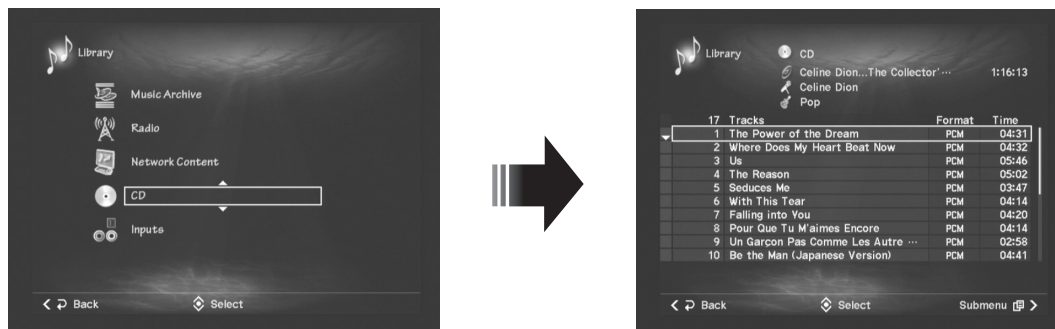 Library
Music Archive
Radio
Network Content
CD
Inputs
Back
Select
Library
CD
Celine Dion...The Collector'... 1:16:13
Celine Dion
Pop
17 Tracks Format Time
1 The Power of the Dream PCM 04:31
2 Where Does My Heart Beat Now PCM 04:32
3 Us PCM 05:46
4 The Reason PCM 05:02
5 Seduces Me PCM 03:47
6 With This Tear PCM 04:14
7 Falling into You PCM 04:20
8 Pour Que Tu M'aimes Encore PCM 04:14
9 Un Garçon Pas Comme Les Autre ... PCM 02:58
10 Be the Man (Japanese Version) PCM 04:41
Back
Select
Submenu